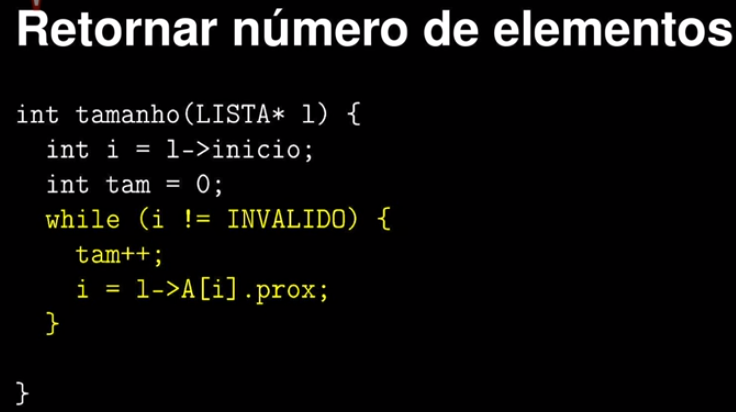 Retornar número de elementos
int tamanho(LISTA* l) {
int i = l->inicio;
int tam = 0;
while (i != INVALIDO) {
tam++;
i = l->A[i].prox;
}
}